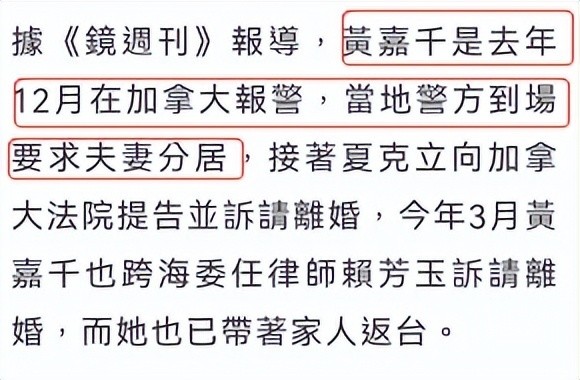 據《鏡週刊》報導，黃嘉千是去年
12月在加拿大報警，當地警方到場
要求夫妻分居，接著夏克立向加拿
大法院提告並訴請離婚，今年3月黃
嘉千也跨海委任律師賴芳玉訴請離
婚，而她也已帶著家人返台。